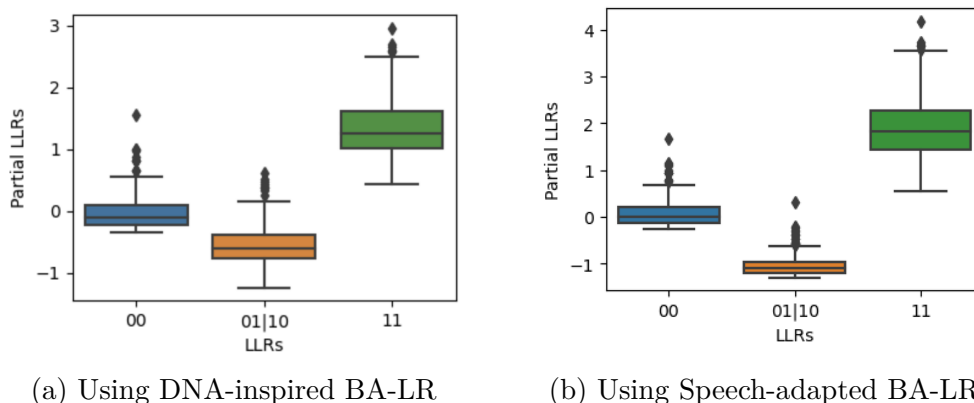 3
2
1
0
−1
Partial LLRs
00 01|10 11
LLRs
(a) Using DNA-inspired BA-LR
4
3
2
1
0
−1
Partial LLRs
00 01|10 11
LLRs
(b) Using Speech-adapted BA-LR